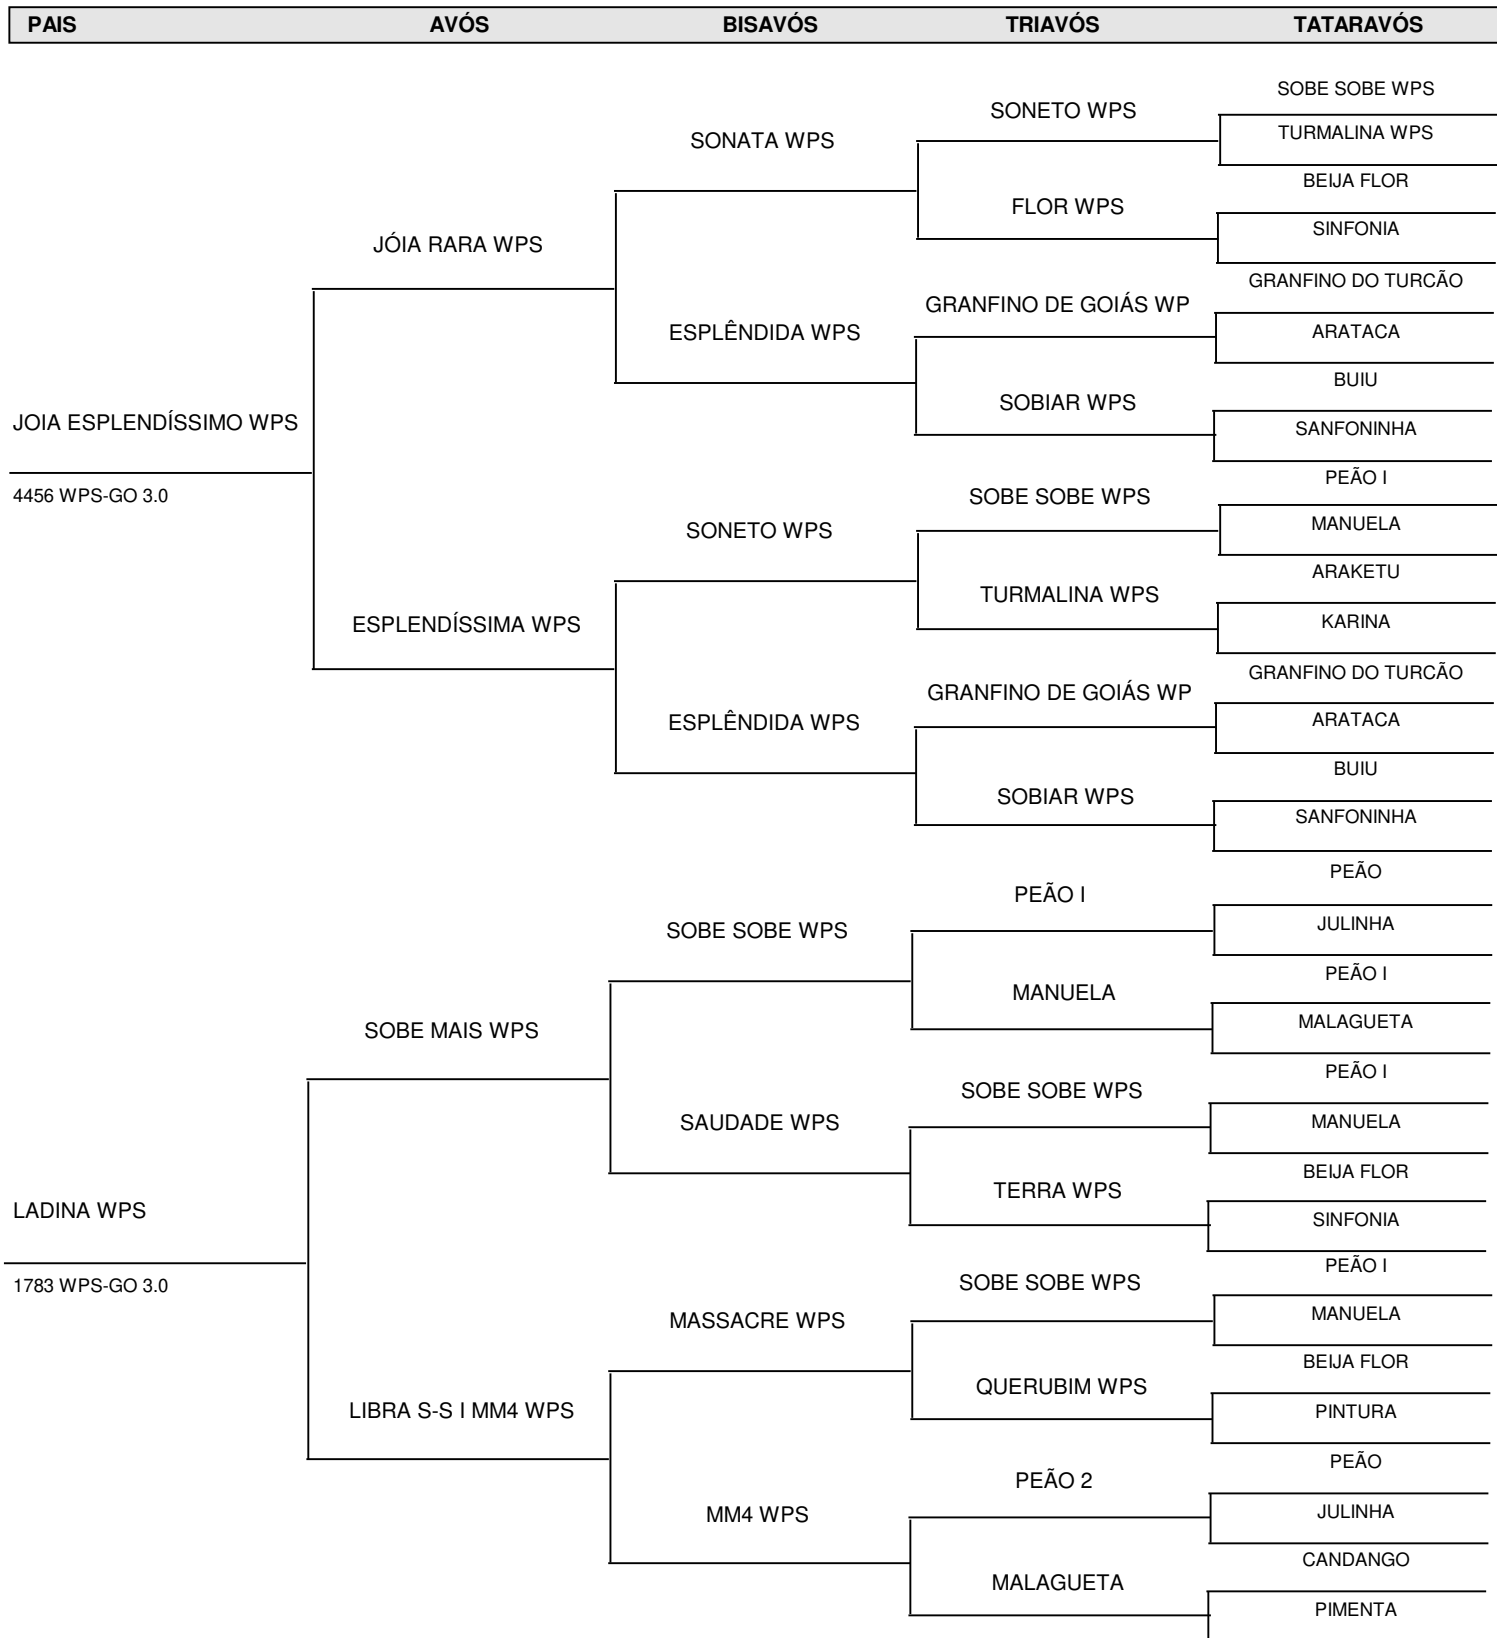 PAIS AVÓS BISAVÓS TRIAVÓS TATARAVÓS
SOBE SOBE WPS
SONETO WPS
TURMALINA WPS
SONATA WPS
BEIJA FLOR
FLOR WPS
SINFONIA
JÓIA RARA WPS
GRANFINO DO TURCÃO
GRANFINO DE GOIÁS WP
ARATACA
ESPLÊNDIDA WPS
BUIU
SOBIAR WPS
JOIA ESPLENDÍSSIMO WPS
SANFONINHA
PEÃO I
4456 WPS-GO 3.0
SOBE SOBE WPS
MANUELA
SONETO WPS
ARAKETU
TURMALINA WPS
KARINA
ESPLENDÍSSIMA WPS
GRANFINO DO TURCÃO
GRANFINO DE GOIÁS WP
ARATACA
ESPLÊNDIDA WPS
BUIU
SOBIAR WPS
SANFONINHA
PEÃO
PEÃO I
JULINHA
SOBE SOBE WPS
PEÃO I
MANUELA
MALAGUETA
SOBE MAIS WPS
PEÃO I
SOBE SOBE WPS
MANUELA
SAUDADE WPS
BEIJA FLOR
TERRA WPS
LADINA WPS
SINFONIA
PEÃO I
1783 WPS-GO 3.0
SOBE SOBE WPS
MANUELA
MASSACRE WPS
BEIJA FLOR
QUERUBIM WPS
LIBRA S-S I MM4 WPS
PINTURA
PEÃO
PEÃO 2
JULINHA
MM4 WPS
CANDANGO
MALAGUETA
PIMENTA